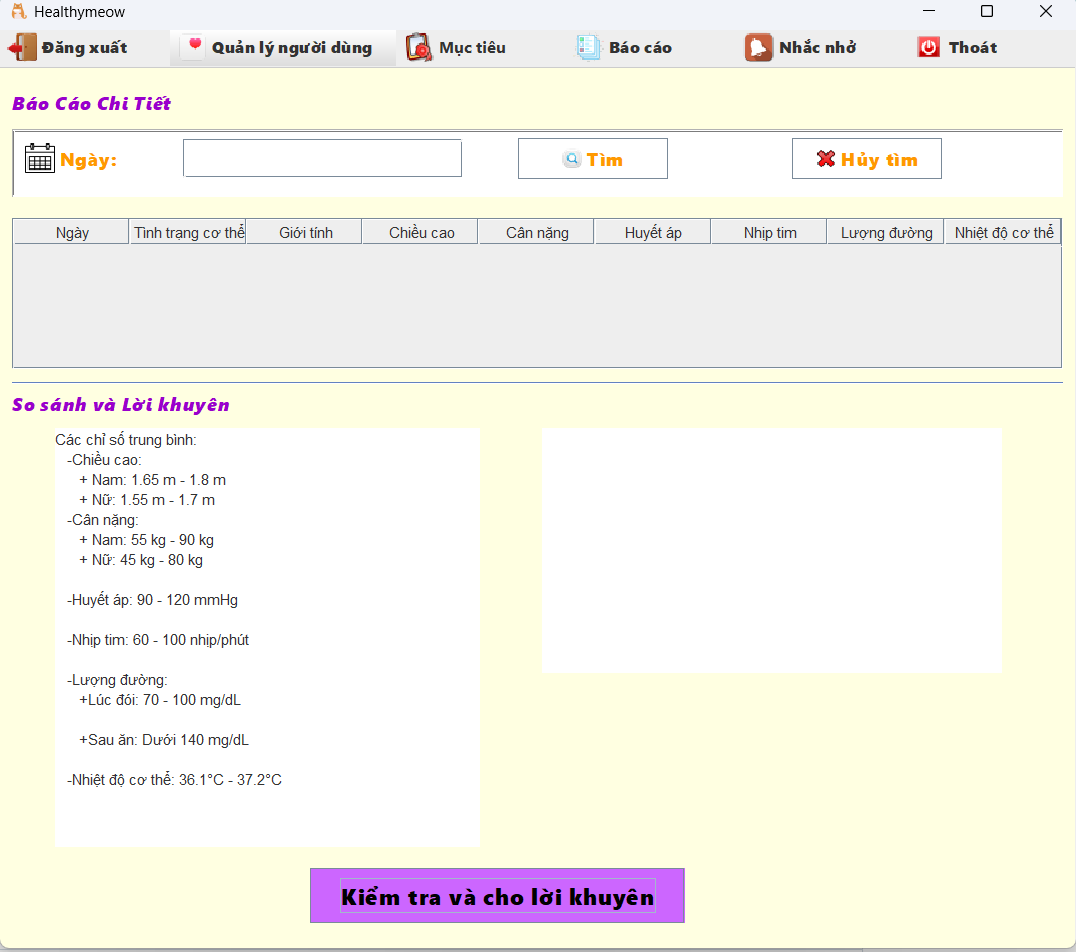 Healthymeow
Đăng xuất Quản lý người dùng Mục tiêu Báo cáo Nhắc nhở Thoát
Báo Cáo Chi Tiết
Ngày: Tìm Hủy tìm
Ngày Tình trạng cơ thể Giới tính Chiều cao Cân nặng Huyết áp Nhịp tim Lượng đường Nhiệt độ cơ thể
So sánh và Lời khuyên
Các chỉ số trung bình:
-Chiều cao:
+ Nam: 1.65 m - 1.8 m
+ Nữ: 1.55 m - 1.7 m
-Cân nặng:
+ Nam: 55 kg - 90 kg
+ Nữ: 45 kg - 80 kg
-Huyết áp: 90 - 120 mmHg
-Nhịp tim: 60 - 100 nhịp/phút
-Lượng đường:
+Lúc đói: 70 - 100 mg/dL
+Sau ăn: Dưới 140 mg/dL
-Nhiệt độ cơ thể: 36.1°C - 37.2°C
Kiểm tra và cho lời khuyên